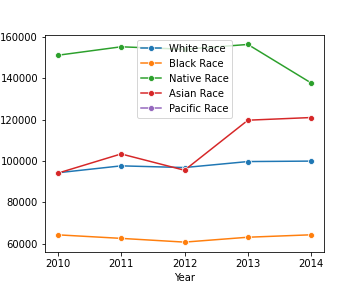 160000
140000
120000
100000
80000
60000
White Race
Black Race
Native Race
Asian Race
Pacific Race
2010 2011 2012 2013 2014
Year